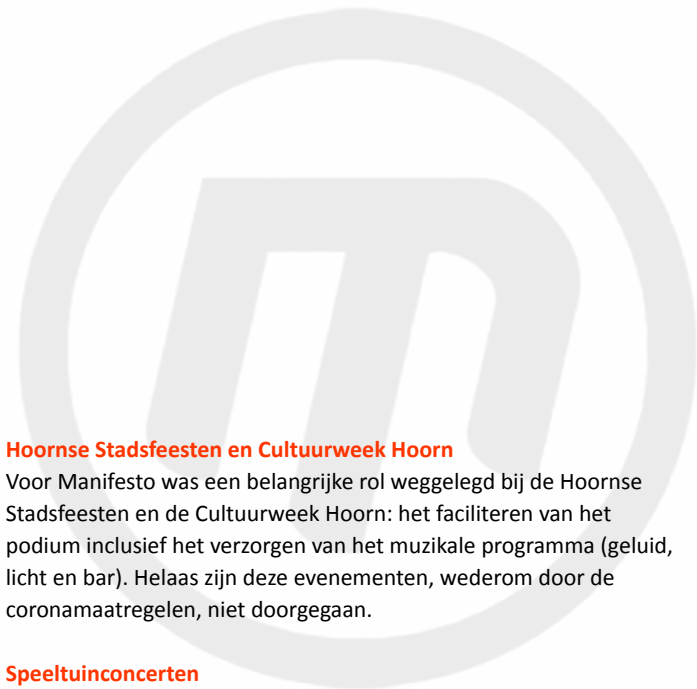 Hoornse Stadsfeesten en Cultuurweek Hoorn
Voor Manifesto was een belangrijke rol weggelegd bij de Hoornse
Stadsfeesten en de Cultuurweek Hoorn: het faciliteren van het
podium inclusief het verzorgen van het muzikale programma (geluid,
licht en bar). Helaas zijn deze evenementen, wederom door de
coronamaatregelen, niet doorgegaan.
Speeltuinconcerten